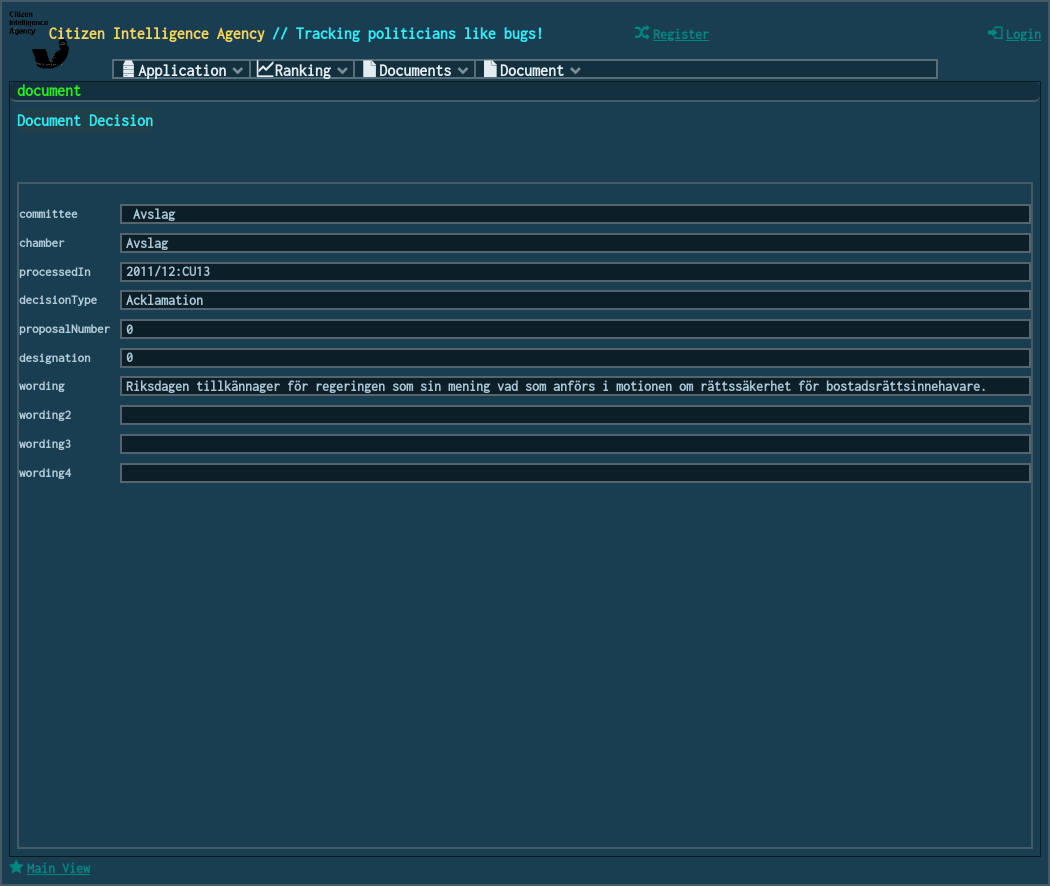 Citizen
Intelligence
Agency
Citizen Intelligence Agency // Tracking politicians like bugs!
Register
Login
Application
Ranking
Documents
Document
document
Document Decision
committee Avslag
chamber Avslag
processedIn 2011/12:CU13
decisionType Acklamation
proposalNumber 0
designation 0
wording Riksdagen tillkännager för regeringen som sin mening vad som anförs i motionen om rättssäkerhet för bostadsrättsinnehavare.
wording2
wording3
wording4
Main View